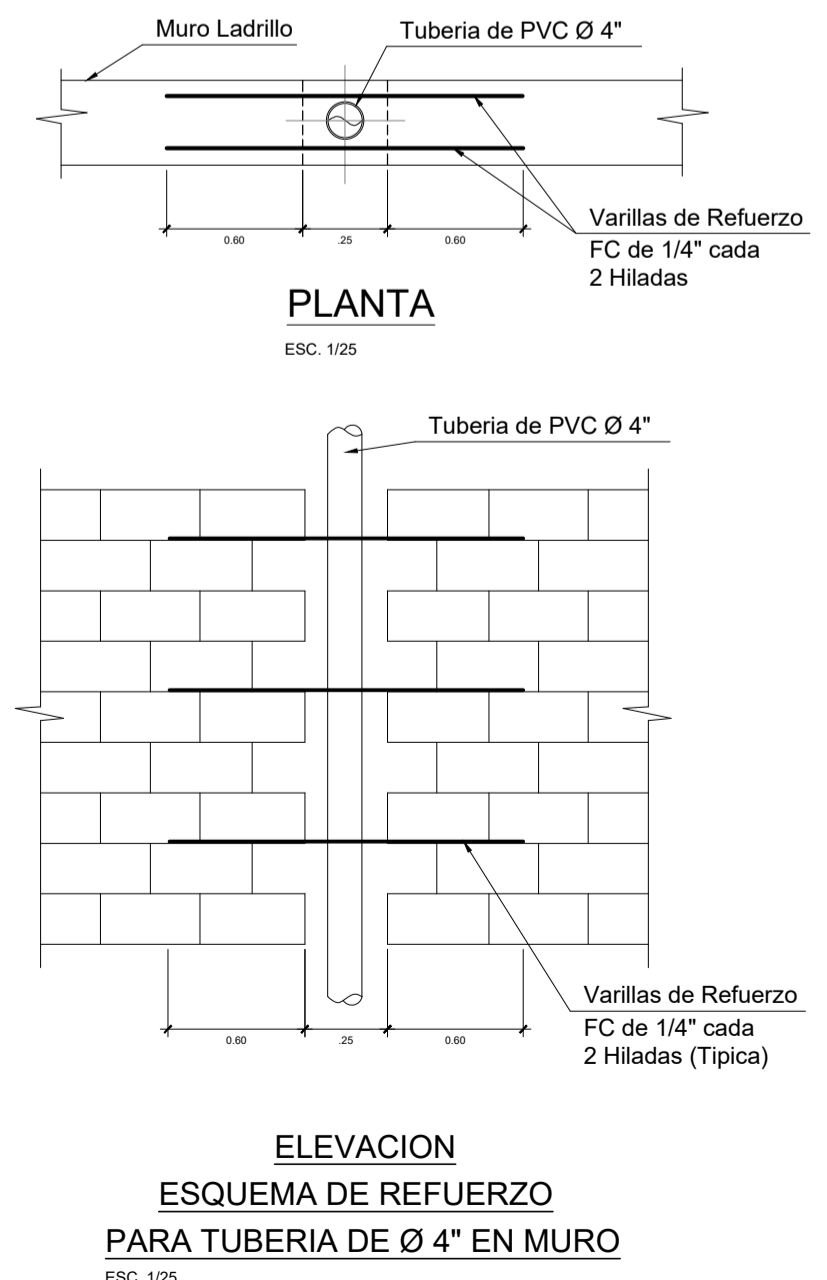 Muro Ladrillo
Tuberia de PVC Ø 4"
0.60
.25
0.60
Varillas de Refuerzo
FC de 1/4" cada
2 Hiladas
PLANTA
ESC. 1/25
Tuberia de PVC Ø 4"
Varillas de Refuerzo
FC de 1/4" cada
2 Hiladas (Tipica)
0.60
.25
0.60
ELEVACION
ESQUEMA DE REFUERZO
PARA TUBERIA DE Ø 4" EN MURO
ESC. 1/25